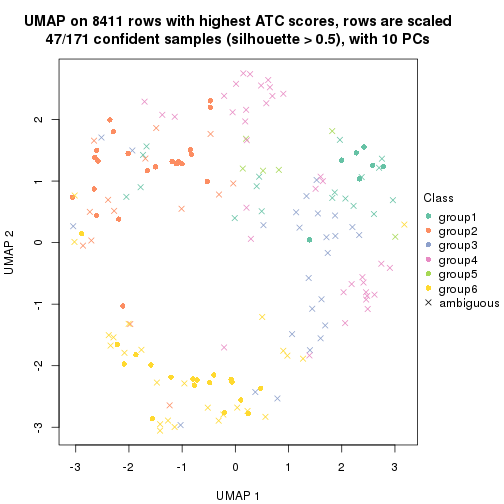 UMAP on 8411 rows with highest ATC scores, rows are scaled
47/171 confident samples (silhouette > 0.5), with 10 PCs
2
1
0
-1
-2
-3
UMAP 2
-3
-2
-1
0
1
2
3
UMAP 1
Class
group1
group2
group3
group4
group5
group6
ambiguous